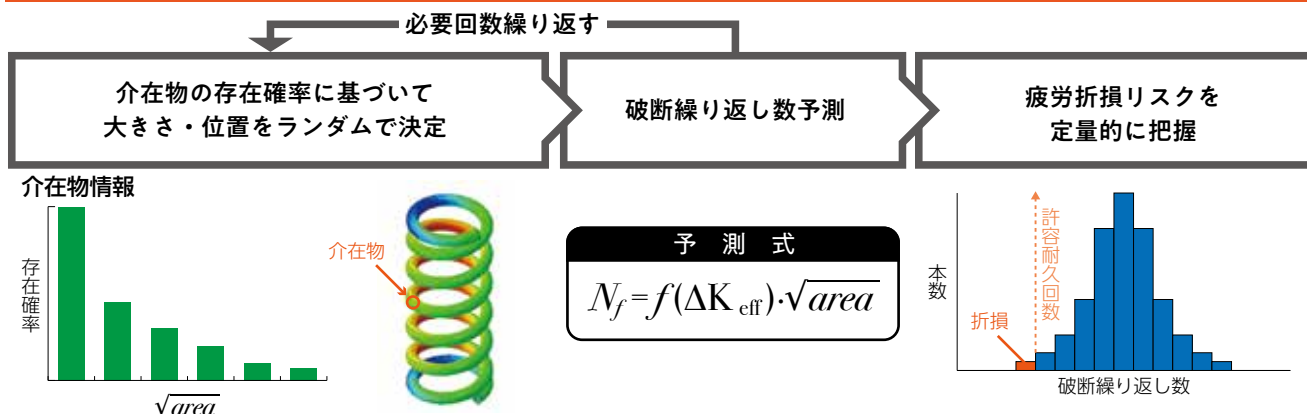 必要回数繰り返す
介在物の存在確率に基づいて
大きさ・位置をランダムで決定
破断繰り返し数予測
疲労折損リスクを
定量的に把握
介在物情報
存在確率
√area
介在物
予測式
N_f=f(ΔK_eff)·√area
本数
折損
許容耐久回数
破断繰り返し数